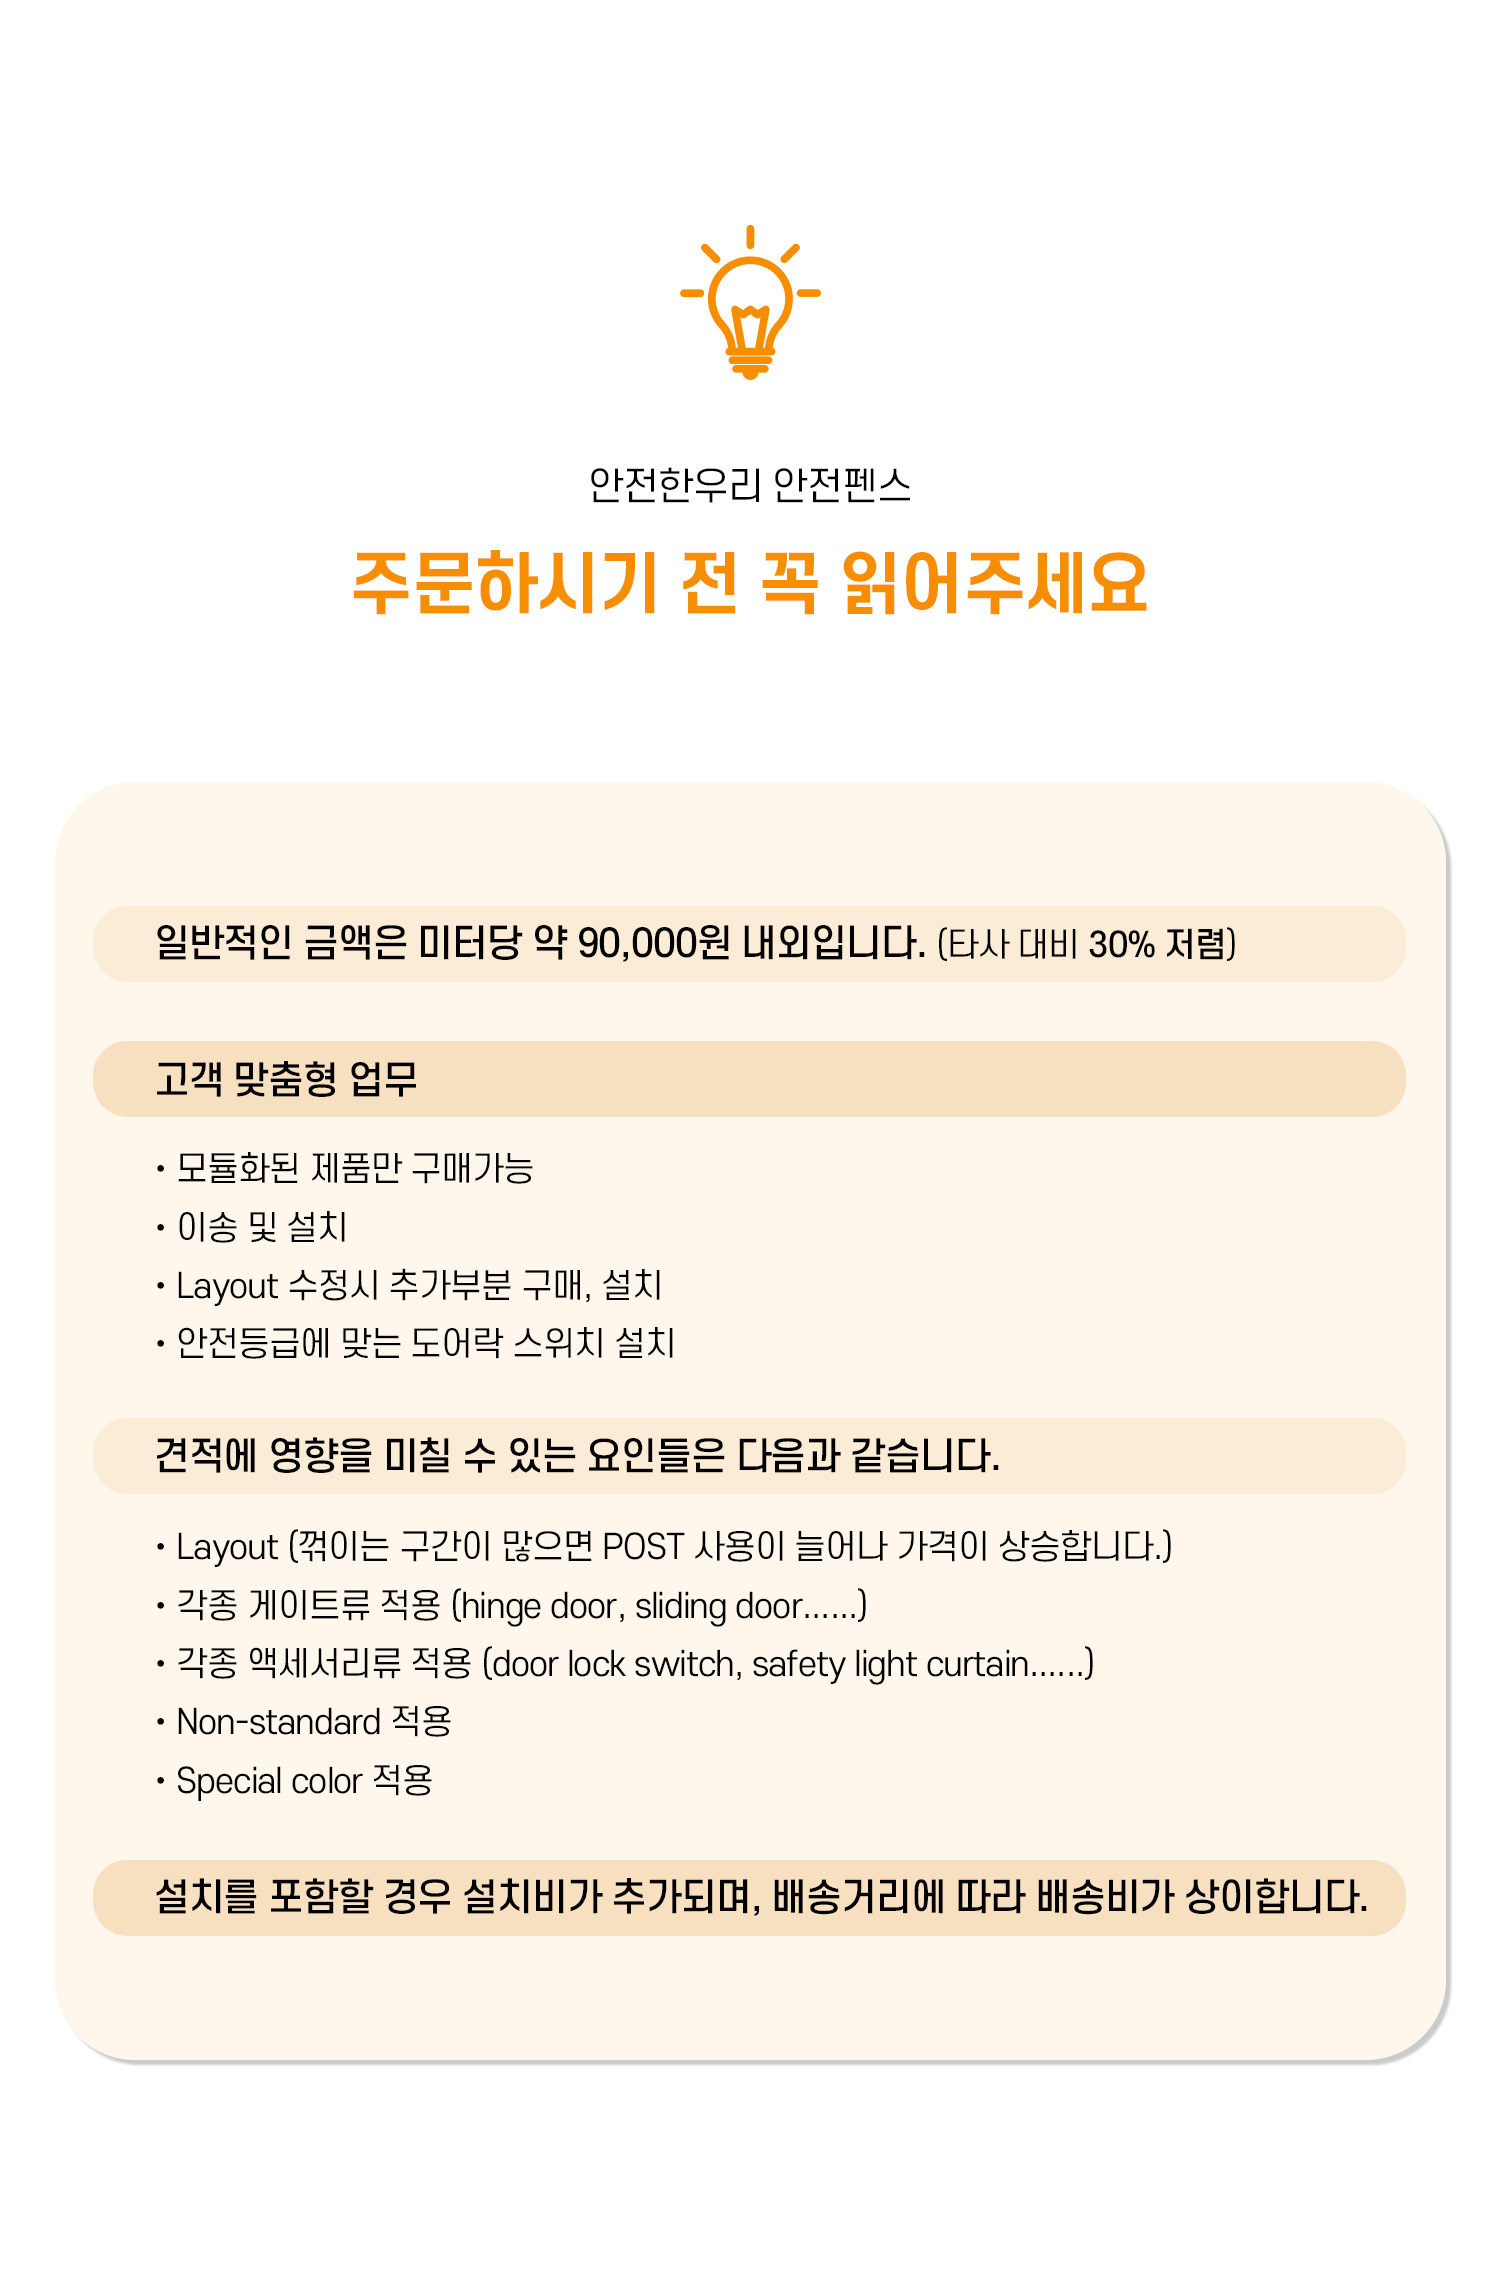 안전한우리 안전펜스
주문하시기 전 꼭 읽어주세요
일반적인 금액은 미터당 약 90,000원 내외입니다. (타사 대비 30% 저렴)
고객 맞춤형 업무
• 모듈화된 제품만 구매가능
• 이송 및 설치
• Layout 수정시 추가부분 구매, 설치
• 안전등급에 맞는 도어락 스위치 설치
견적에 영향을 미칠 수 있는 요인들은 다음과 같습니다.
• Layout (꺾이는 구간이 많으면 POST 사용이 늘어나 가격이 상승합니다.)
• 각종 게이트류 적용 (hinge door, sliding door......)
• 각종 액세서리류 적용 (door lock switch, safety light curtain......)
• Non-standard 적용
• Special color 적용
설치를 포함할 경우 설치비가 추가되며, 배송거리에 따라 배송비가 상이합니다.